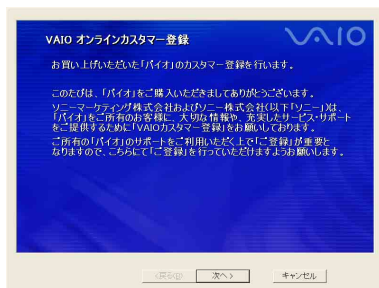 VAIO オンラインカスタマー登録
VAIO
お買い上げいただいた「バイオ」のカスタマー登録を行います。
このたびは、「バイオ」をご購入いただきましてありがとうございます。
ソニーマーケティング株式会社およびソニー株式会社(以下「ソニー」)は、
「バイオ」をご所有のお客様に、大切な情報や、充実したサービス・サポート
をご提供するために「VAIOカスタマー登録」をお願いしております。
ご所有の「バイオ」のサポートをご利用いただく上で「ご登録」が重要と
なりますので、こちらにて「ご登録」を行っていただけますようお願いします。
<戻る(B)
次へ >
キャンセル